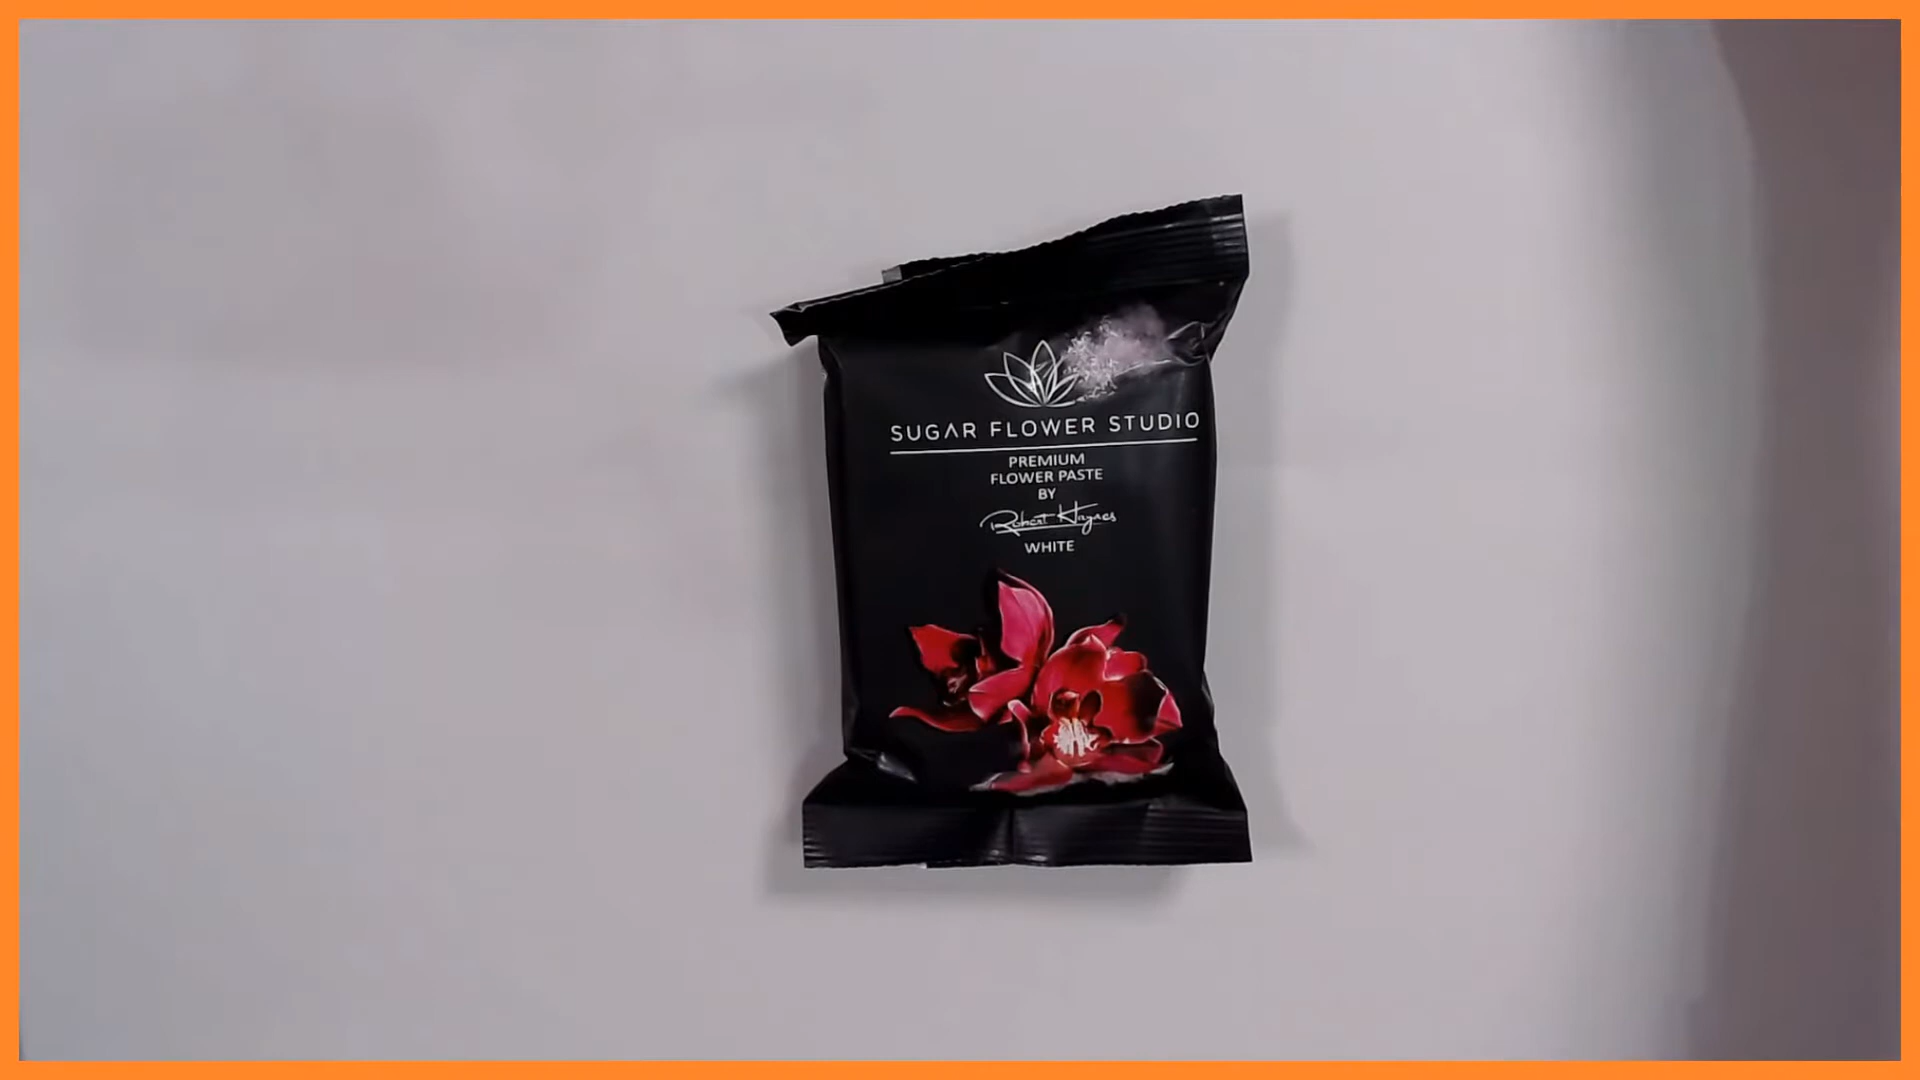 SUGAR FLOWER STUDIO
PREMIUM
FLOWER PASTE
BY
Robert Haynes
WHITE